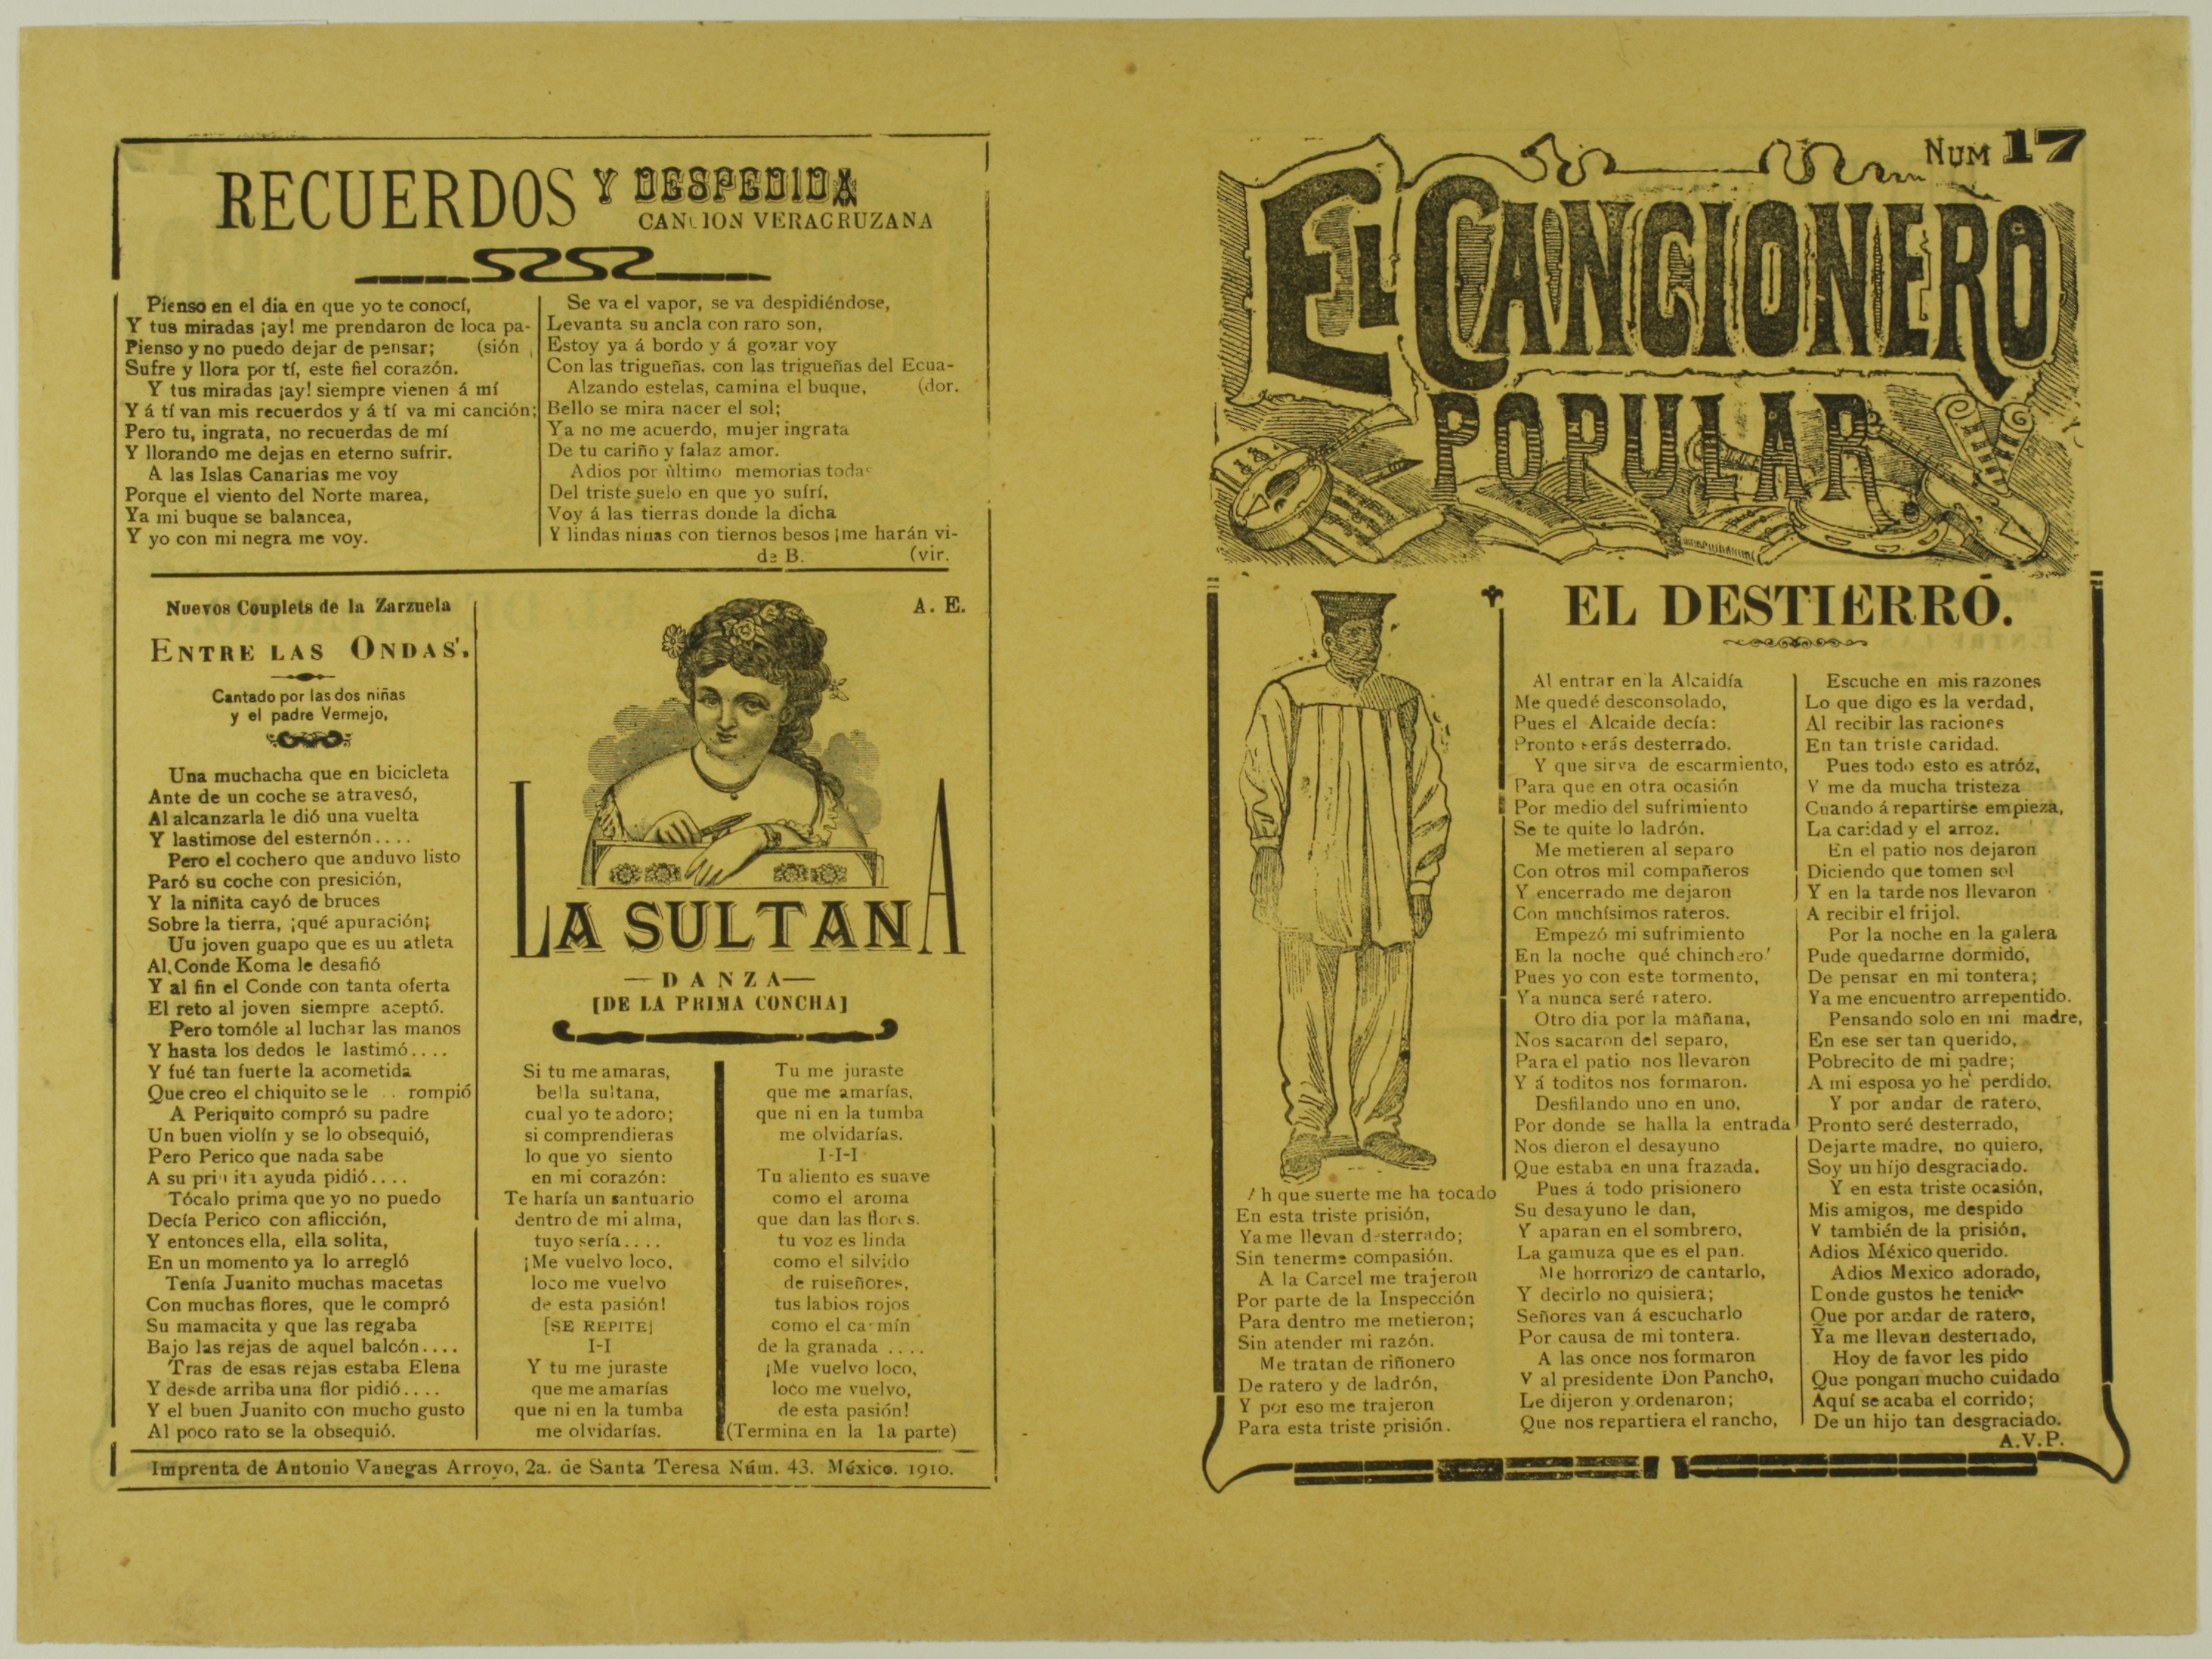 RECUERDOS Y DESPEDIDA
CANCION VERACRUZANA
Pienso en el dia en que yo te conocí,
Y tus miradas ¡ay! me prendaron de loca pa-
Pienso y no puedo dejar de pensar; (sión
Sufre y llora por tí, este fiel corazón.
Y tus miradas ¡ay! siempre vienen á mí
Y á tí van mis recuerdos y á tí va mi canción;
Pero tu, ingrata, no recuerdas de mí
Y llorando me dejas en eterno sufrir.
A las Islas Canarias me voy
Porque el viento del Norte marea,
Ya mi buque se balancea,
Y yo con mi negra me voy.
Se va el vapor, se va despidiéndose,
Levanta su ancla con raro son,
Estoy ya á bordo y á gozar voy
Con las trigueñas, con las trigueñas del Ecua-
Alzando estelas, camina el buque, (dor.
Bello se mira nacer el sol;
Ya no me acuerdo, mujer ingrata
De tu cariño y falaz amor.
Adios por ùltimo memorias todas
Del triste suelo en que yo sufrí,
Voy á las tierras donde la dicha
Y lindas ninas con tiernos besos ¡me harán vi-
de B. (vir.
Nuevos Couplets de la Zarzuela
ENTRE LAS ONDAS.
Cantado por las dos niñas
y el padre Vermejo,
Una muchacha que en bicicleta
Ante de un coche se atravesó,
Al alcanzarla le dió una vuelta
Y lastimose del esternón....
Pero el cochero que anduvo listo
Paró su coche con presición,
Y la niñita cayó de bruces
Sobre la tierra, ¡qué apuración¡
Uu joven guapo que es uu atleta
Al Conde Koma le desafió
Y al fin el Conde con tanta oferta
El reto al joven siempre aceptó.
Pero tomóle al luchar las manos
Y hasta los dedos le lastimó....
Y fué tan fuerte la acometida
Que creo el chiquito se le .. rompió
A Periquito compró su padre
Un buen violín y se lo obsequió,
Pero Perico que nada sabe
A su primita ayuda pidió....
Tócalo prima que yo no puedo
Decía Perico con aflicción,
Y entonces ella, ella solita,
En un momento ya lo arregló
Tenía Juanito muchas macetas
Con muchas flores, que le compró
Su mamacita y que las regaba
Bajo las rejas de aquel balcón....
Tras de esas rejas estaba Elena
Y desde arriba una flor pidió....
Y el buen Juanito con mucho gusto
Al poco rato se la obsequió.
A. E.
LA SULTANA
—DANZA—
[DE LA PRIMA CONCHA]
Si tu me amaras,
bella sultana,
cual yo te adoro;
si comprendieras
lo que yo siento
en mi corazón:
Te haría un santuario
dentro de mi alma,
tuyo sería....
¡Me vuelvo loco,
loco me vuelvo
de esta pasión!
[SE REPITE]
I-I
Y tu me juraste
que me amarías
que ni en la tumba
me olvidarías.
Tu me juraste
que me amarías,
que ni en la tumba
me olvidarías.
I-I-I
Tu aliento es suave
como el aroma
que dan las flores.
tu voz es linda
como el silvido
de ruiseñores,
tus labios rojos
como el carmín
de la granada ....
¡Me vuelvo loco,
loco me vuelvo,
de esta pasión!
(Termina en la 1a parte)
Imprenta de Antonio Vanegas Arroyo, 2a. de Santa Teresa Núm. 43. México. 1910.
NUM 17
El CANCIONERO
POPULAR
EL DESTIERRO.
Ah que suerte me ha tocado
En esta triste prisión,
Ya me llevan desterrado;
Sin tenerme compasión.
A la Carcel me trajeron
Por parte de la Inspección
Para dentro me metieron;
Sin atender mi razón.
Me tratan de riñonero
De ratero y de ladrón,
Y por eso me trajeron
Para esta triste prisión.
Al entrar en la Alcaidía
Me quedé desconsolado,
Pues el Alcaide decía:
Pronto serás desterrado.
Y que sirva de escarmiento,
Para que en otra ocasión
Por medio del sufrimiento
Se te quite lo ladrón.
Me metieren al separo
Con otros mil compañeros
Y encerrado me dejaron
Con muchísimos rateros.
Empezó mi sufrimiento
En la noche qué chinchero!
Pues yo con este tormento,
Ya nunca seré ratero.
Otro dia por la mañana,
Nos sacaron del separo,
Para el patio nos llevaron
Y á toditos nos formaron.
Desfilando uno en uno,
Por donde se halla la entrada
Nos dieron el desayuno
Que estaba en una frazada.
Pues á todo prisionero
Su desayuno le dan,
Y aparan en el sombrero,
La gamuza que es el pan.
Me horrorizo de cantarlo,
Y decirlo no quisiera;
Señores van á escucharlo
Por causa de mi tontera.
A las once nos formaron
Y al presidente Don Pancho,
Le dijeron y ordenaron;
Que nos repartiera el rancho,
Escuche en mis razones
Lo que digo es la verdad,
Al recibir las raciones
En tan triste caridad.
Pues todo esto es atróz,
Y me da mucha tristeza
Cuando á repartirse empieza,
La caridad y el arroz.
En el patio nos dejaron
Diciendo que tomen sol
Y en la tarde nos llevaron
A recibir el frijol.
Por la noche en la galera
Pude quedarme dormido,
De pensar en mi tontera;
Ya me encuentro arrepentido.
Pensando solo en mi madre,
En ese ser tan querido,
Pobrecito de mi padre;
A mi esposa yo he perdido.
Y por andar de ratero,
Pronto seré desterrado,
Dejarte madre, no quiero,
Soy un hijo desgraciado.
Y en esta triste ocasión,
Mis amigos, me despido
Y también de la prisión,
Adios México querido.
Adios Mexico adorado,
Donde gustos he tenido
Que por andar de ratero,
Ya me llevan desterrado,
Hoy de favor les pido
Que pongan mucho cuidado
Aquí se acaba el corrido;
De un hijo tan desgraciado.
A.V.P.